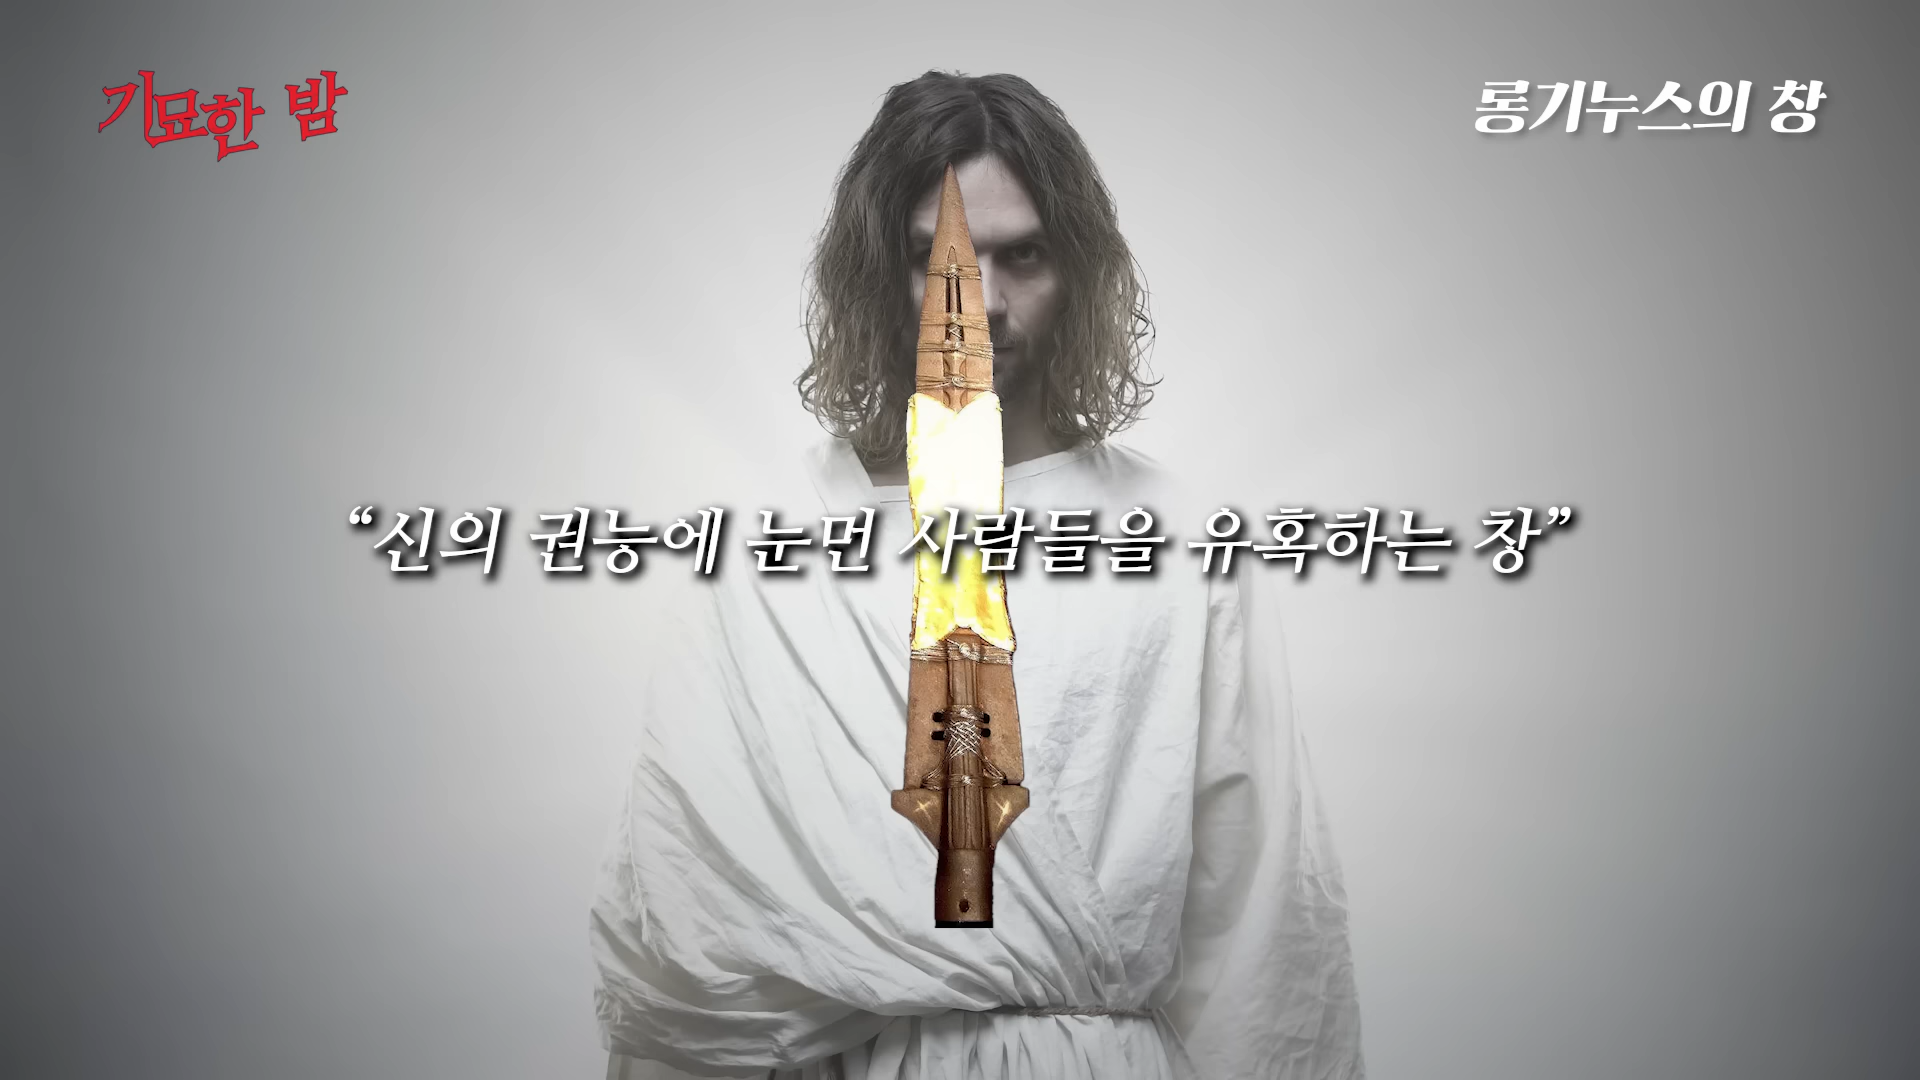 기묘한 밤
롱기누스의 창
“신의 권능에 눈먼 사람들을 유혹하는 창”